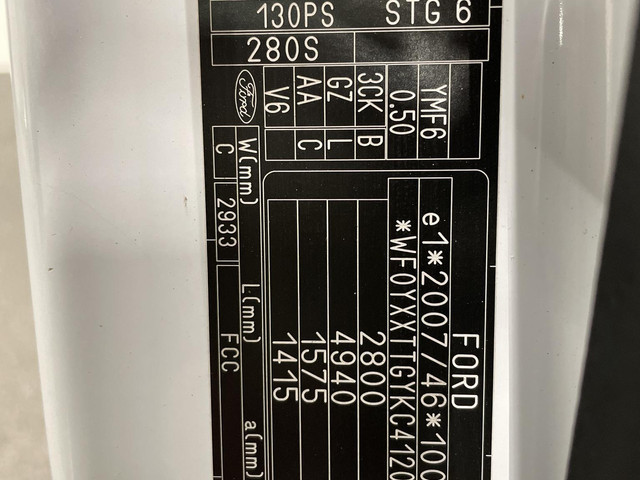 130PS STG 6
280S
FORD
e1*2007/46*100
*WF0YXXTTGYKC4120
2800
4940
1575
1415
YMF6
0.50
3CK B
GZ L
AA C
V6
Ford
W(mm) L(mm) a(mm)
C 2933 FCC